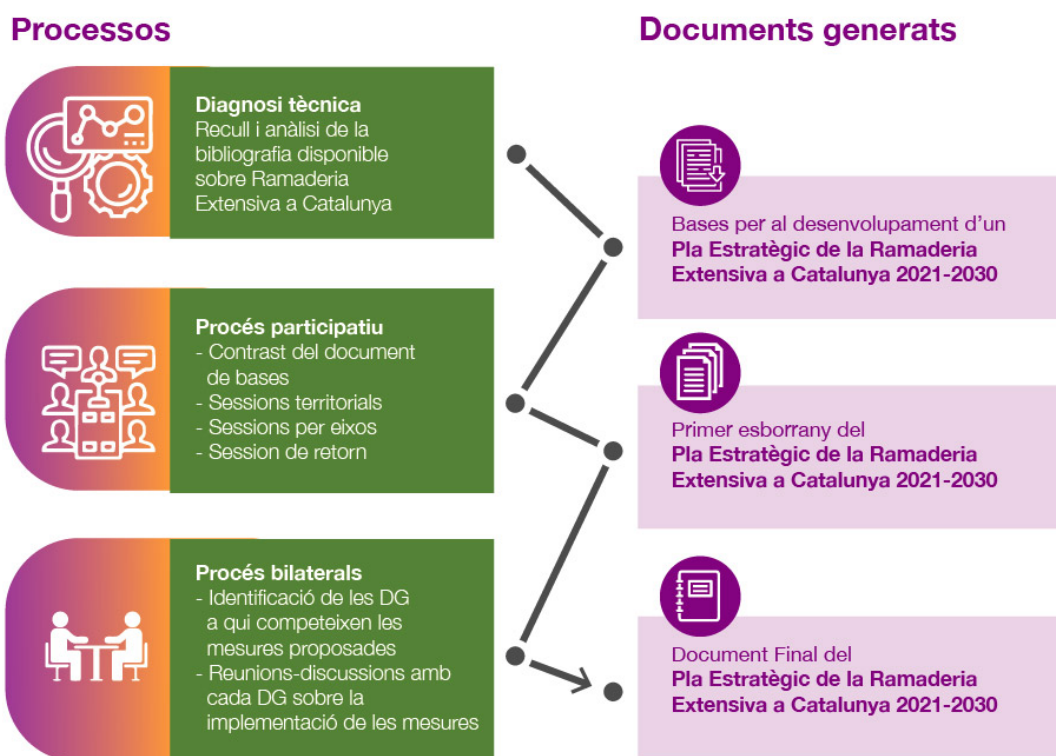 Processos
Documents generats
Diagnosi tècnica
Recull i anàlisi de la
bibliografia disponible
sobre Ramaderia
Extensiva a Catalunya
Bases per al desenvolupament d'un
Pla Estratègic de la Ramaderia
Extensiva a Catalunya 2021-2030
Procés participatiu
- Contrast del document
de bases
- Sessions territorials
- Sessions per eixos
- Session de retorn
Primer esborrany del
Pla Estratègic de la Ramaderia
Extensiva a Catalunya 2021-2030
Procés bilaterals
- Identificació de les DG
a qui competeixen les
mesures proposades
- Reunions-discussions amb
cada DG sobre la
implementació de les mesures
Document Final del
Pla Estratègic de la Ramaderia
Extensiva a Catalunya 2021-2030